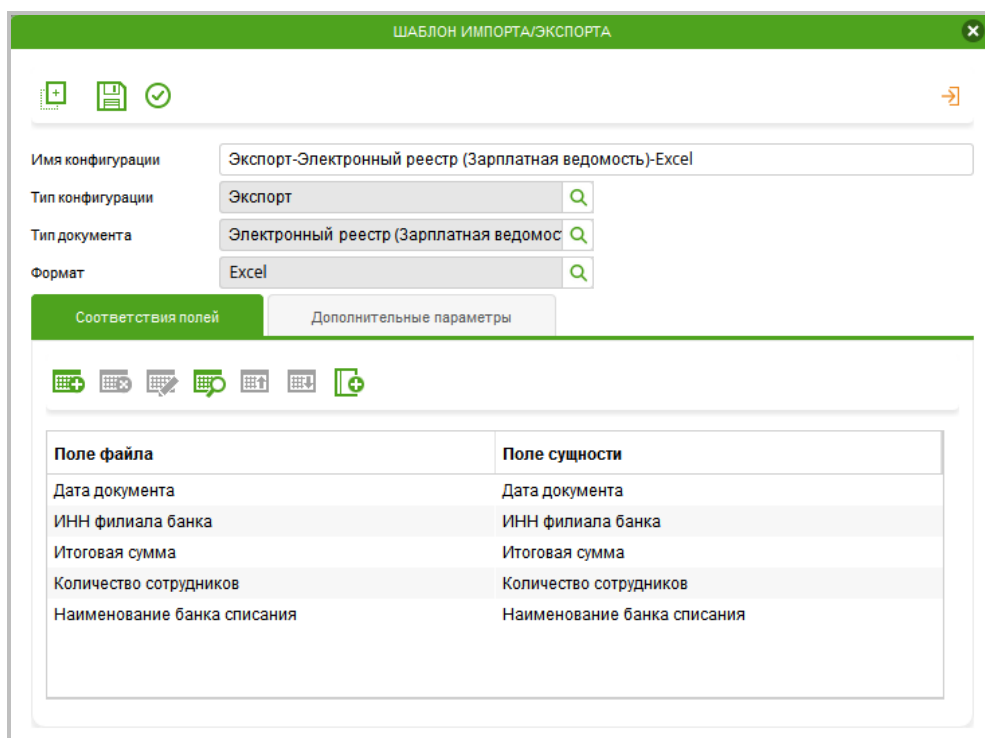 ШАБЛОН ИМПОРТА/ЭКСПОРТА
Имя конфигурации Экспорт-Электронный реестр (Зарплатная ведомость)-Excel
Тип конфигурации Экспорт
Тип документа Электронный реестр (Зарплатная ведомос
Формат Excel
Соответствия полей Дополнительные параметры
Поле файла Поле сущности
Дата документа Дата документа
ИНН филиала банка ИНН филиала банка
Итоговая сумма Итоговая сумма
Количество сотрудников Количество сотрудников
Наименование банка списания Наименование банка списания